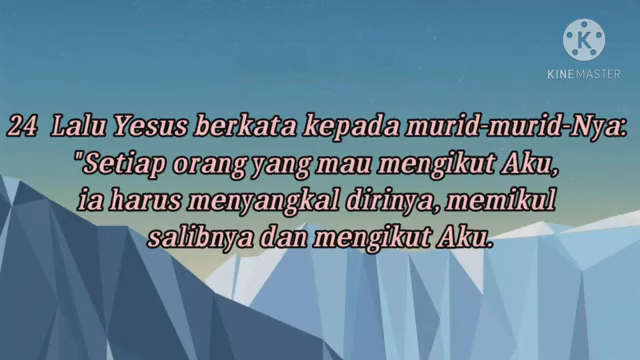 KINEMASTER
24 Lalu Yesus berkata kepada murid-murid-Nya:
"Setiap orang yang mau mengikut Aku,
ia harus menyangkal dirinya, memikul
salibnya dan mengikut Aku.